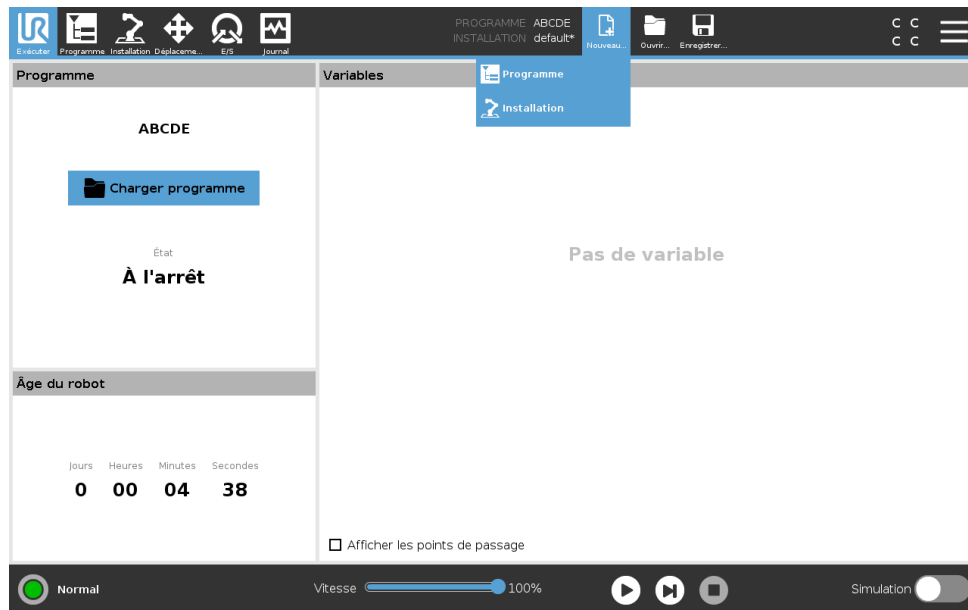 UR
Exécuter
Programme
Installation
Déplaceme...
E/S
Journal
PROGRAMME ABCDE
INSTALLATION default*
Nouveau...
Ouvrir...
Enregistrer...
C C
C C
Programme
Installation
Programme
ABCDE
Charger programme
État
À l'arrêt
Variables
Pas de variable
Âge du robot
Jours Heures Minutes Secondes
0 00 04 38
Afficher les points de passage
Normal
Vitesse 100%
Simulation